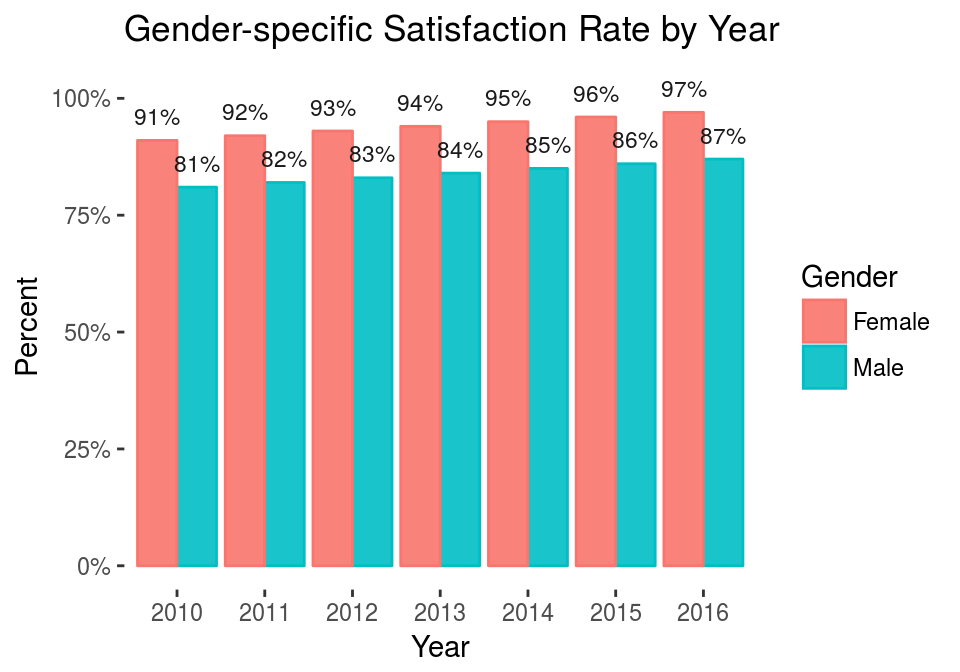 Gender-specific Satisfaction Rate by Year
97%
96%
95%
94%
93%
92%
91%
87%
86%
85%
84%
83%
82%
81%
100%
75%
50%
25%
0%
Percent
2010 2011 2012 2013 2014 2015 2016
Year
Gender
Female
Male